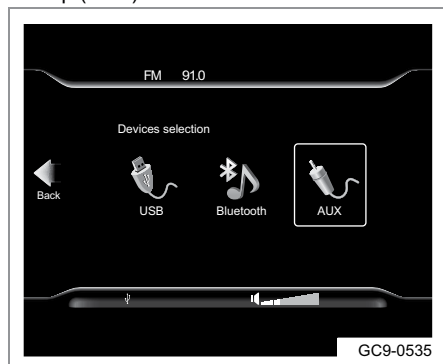 FM 91.0
Devices selection
Back
USB
Bluetooth
AUX
GC9-0535